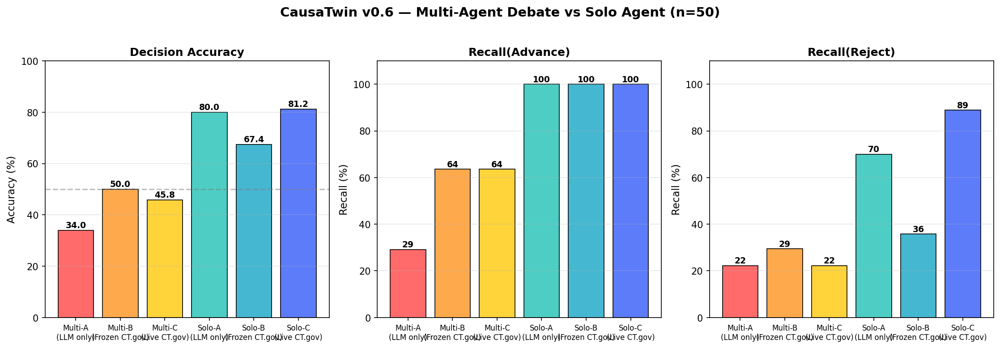 CausaTwin v0.6 — Multi-Agent Debate vs Solo Agent (n=50)
Decision Accuracy
Accuracy (%)
100
80
60
40
20
0
34.0
50.0
45.8
80.0
67.4
81.2
Multi-A
(LLM only)
Multi-B
(Frozen CT.gov)
Multi-C
(Live CT.gov)
Solo-A
(LLM only)
Solo-B
(Frozen CT.gov)
Solo-C
(Live CT.gov)
Recall(Advance)
Recall (%)
100
80
60
40
20
0
29
64
64
100
100
100
Multi-A
(LLM only)
Multi-B
(Frozen CT.gov)
Multi-C
(Live CT.gov)
Solo-A
(LLM only)
Solo-B
(Frozen CT.gov)
Solo-C
(Live CT.gov)
Recall(Reject)
Recall (%)
100
80
60
40
20
0
22
29
22
70
36
89
Multi-A
(LLM only)
Multi-B
(Frozen CT.gov)
Multi-C
(Live CT.gov)
Solo-A
(LLM only)
Solo-B
(Frozen CT.gov)
Solo-C
(Live CT.gov)